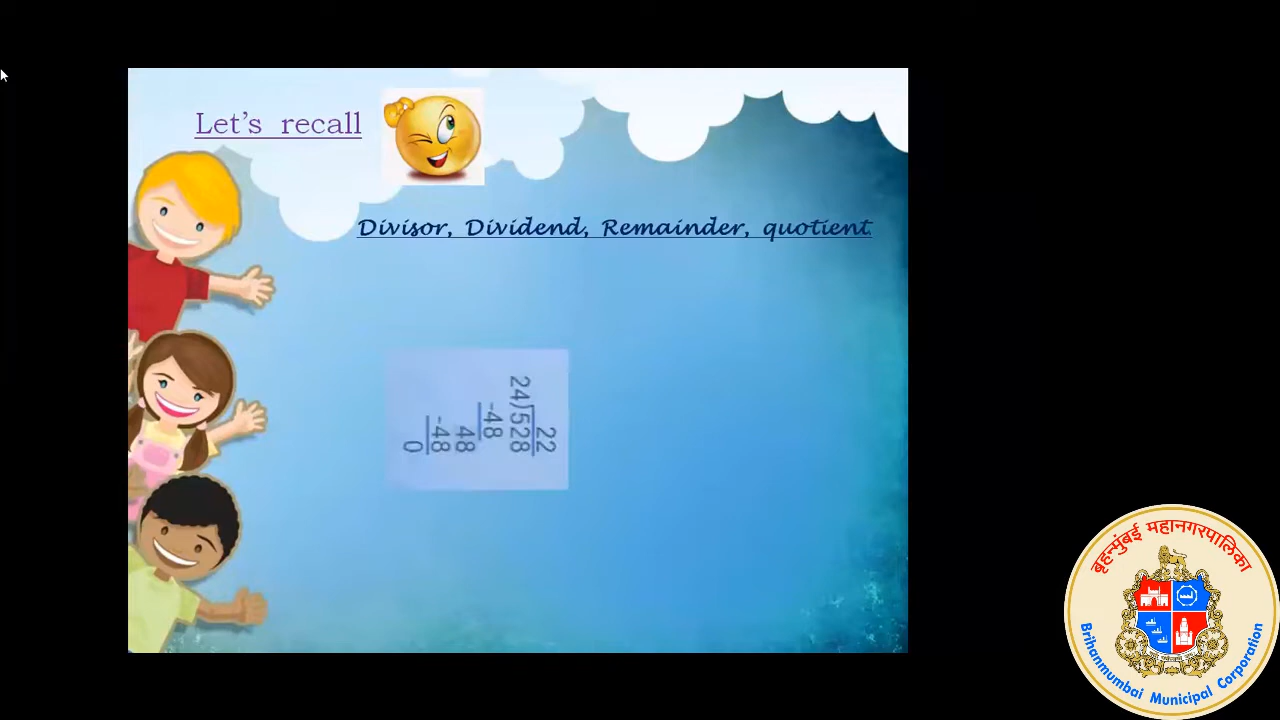 Let's recall
Divisor, Dividend, Remainder, quotient
22
24)528
-48
48
-48
0
बृहन्मुंबई महानगरपालिका
Brihanmumbai Municipal Corporation